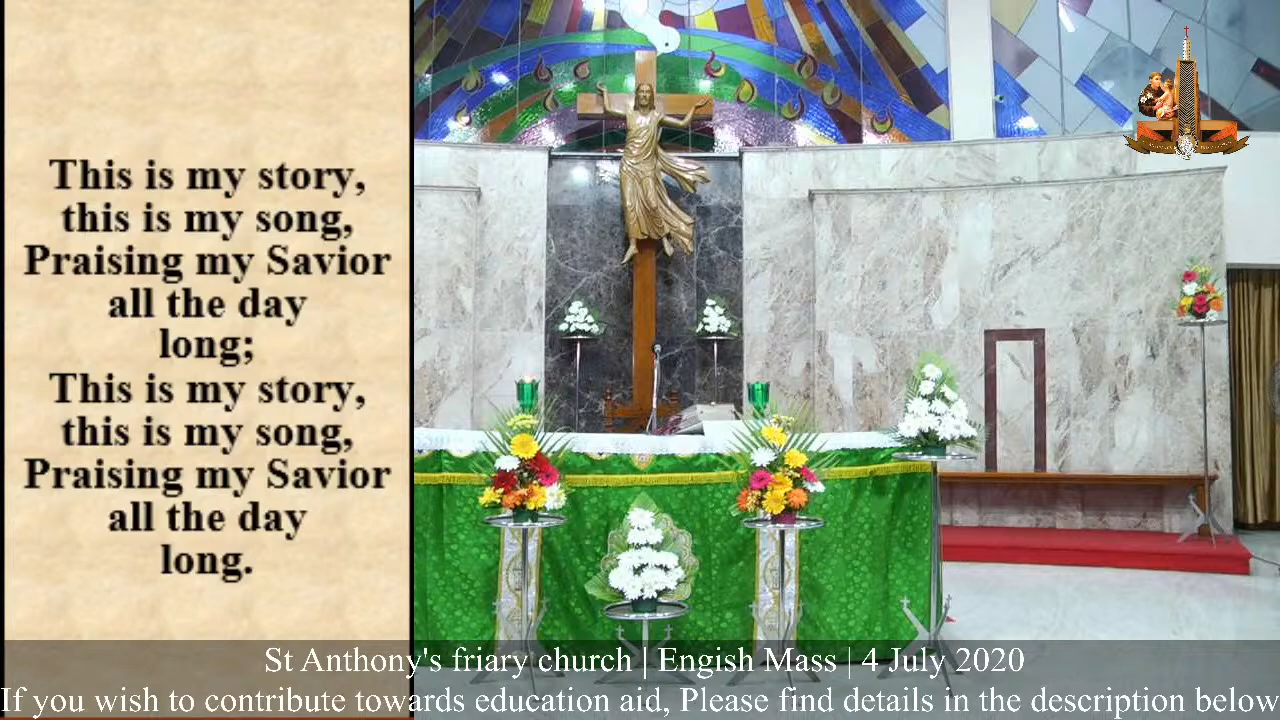 This is my story,
this is my song,
Praising my Savior
all the day
long;
This is my story,
this is my song,
Praising my Savior
all the day
long.
St Anthony's friary church | Engish Mass | 4 July 2020
If you wish to contribute towards education aid, Please find details in the description below